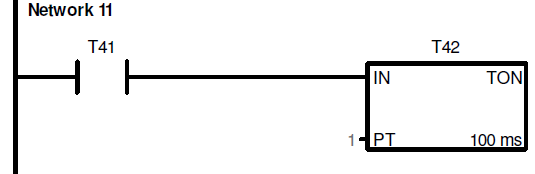 Network 11
T41
T42
IN TON
1 PT 100 ms